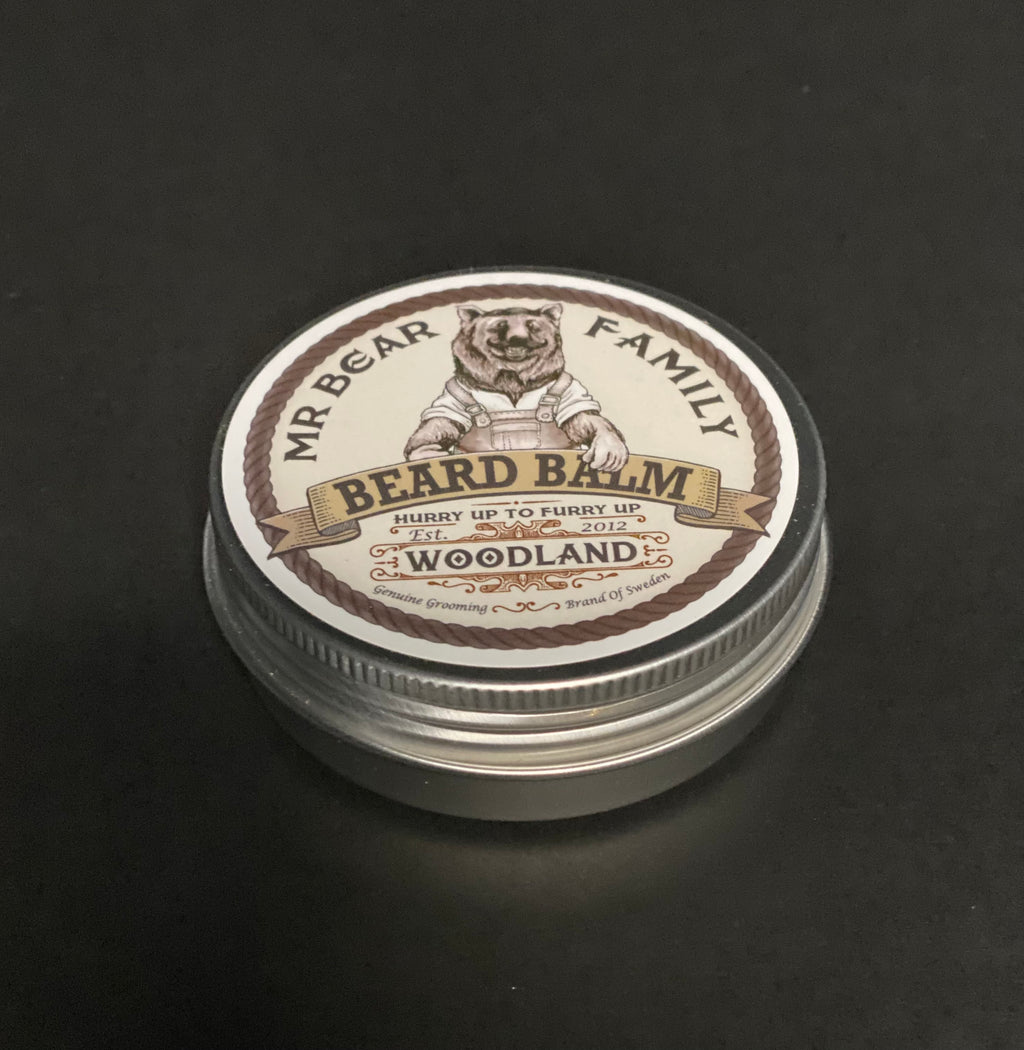 MR BEAR FAMILY
BEARD BALM
HURRY UP TO FURRY UP
Est. 2012
WOODLAND
Genuine Grooming Brand Of Sweden